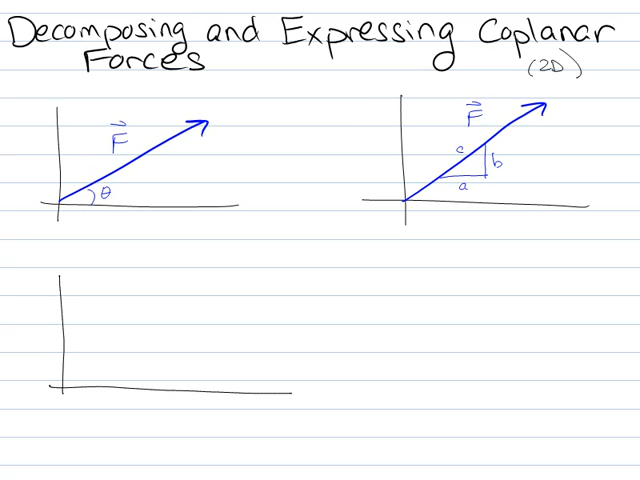 Decomposing and Expressing Coplanar
Forces
(2D)
F⃗
θ
F⃗
c
b
a